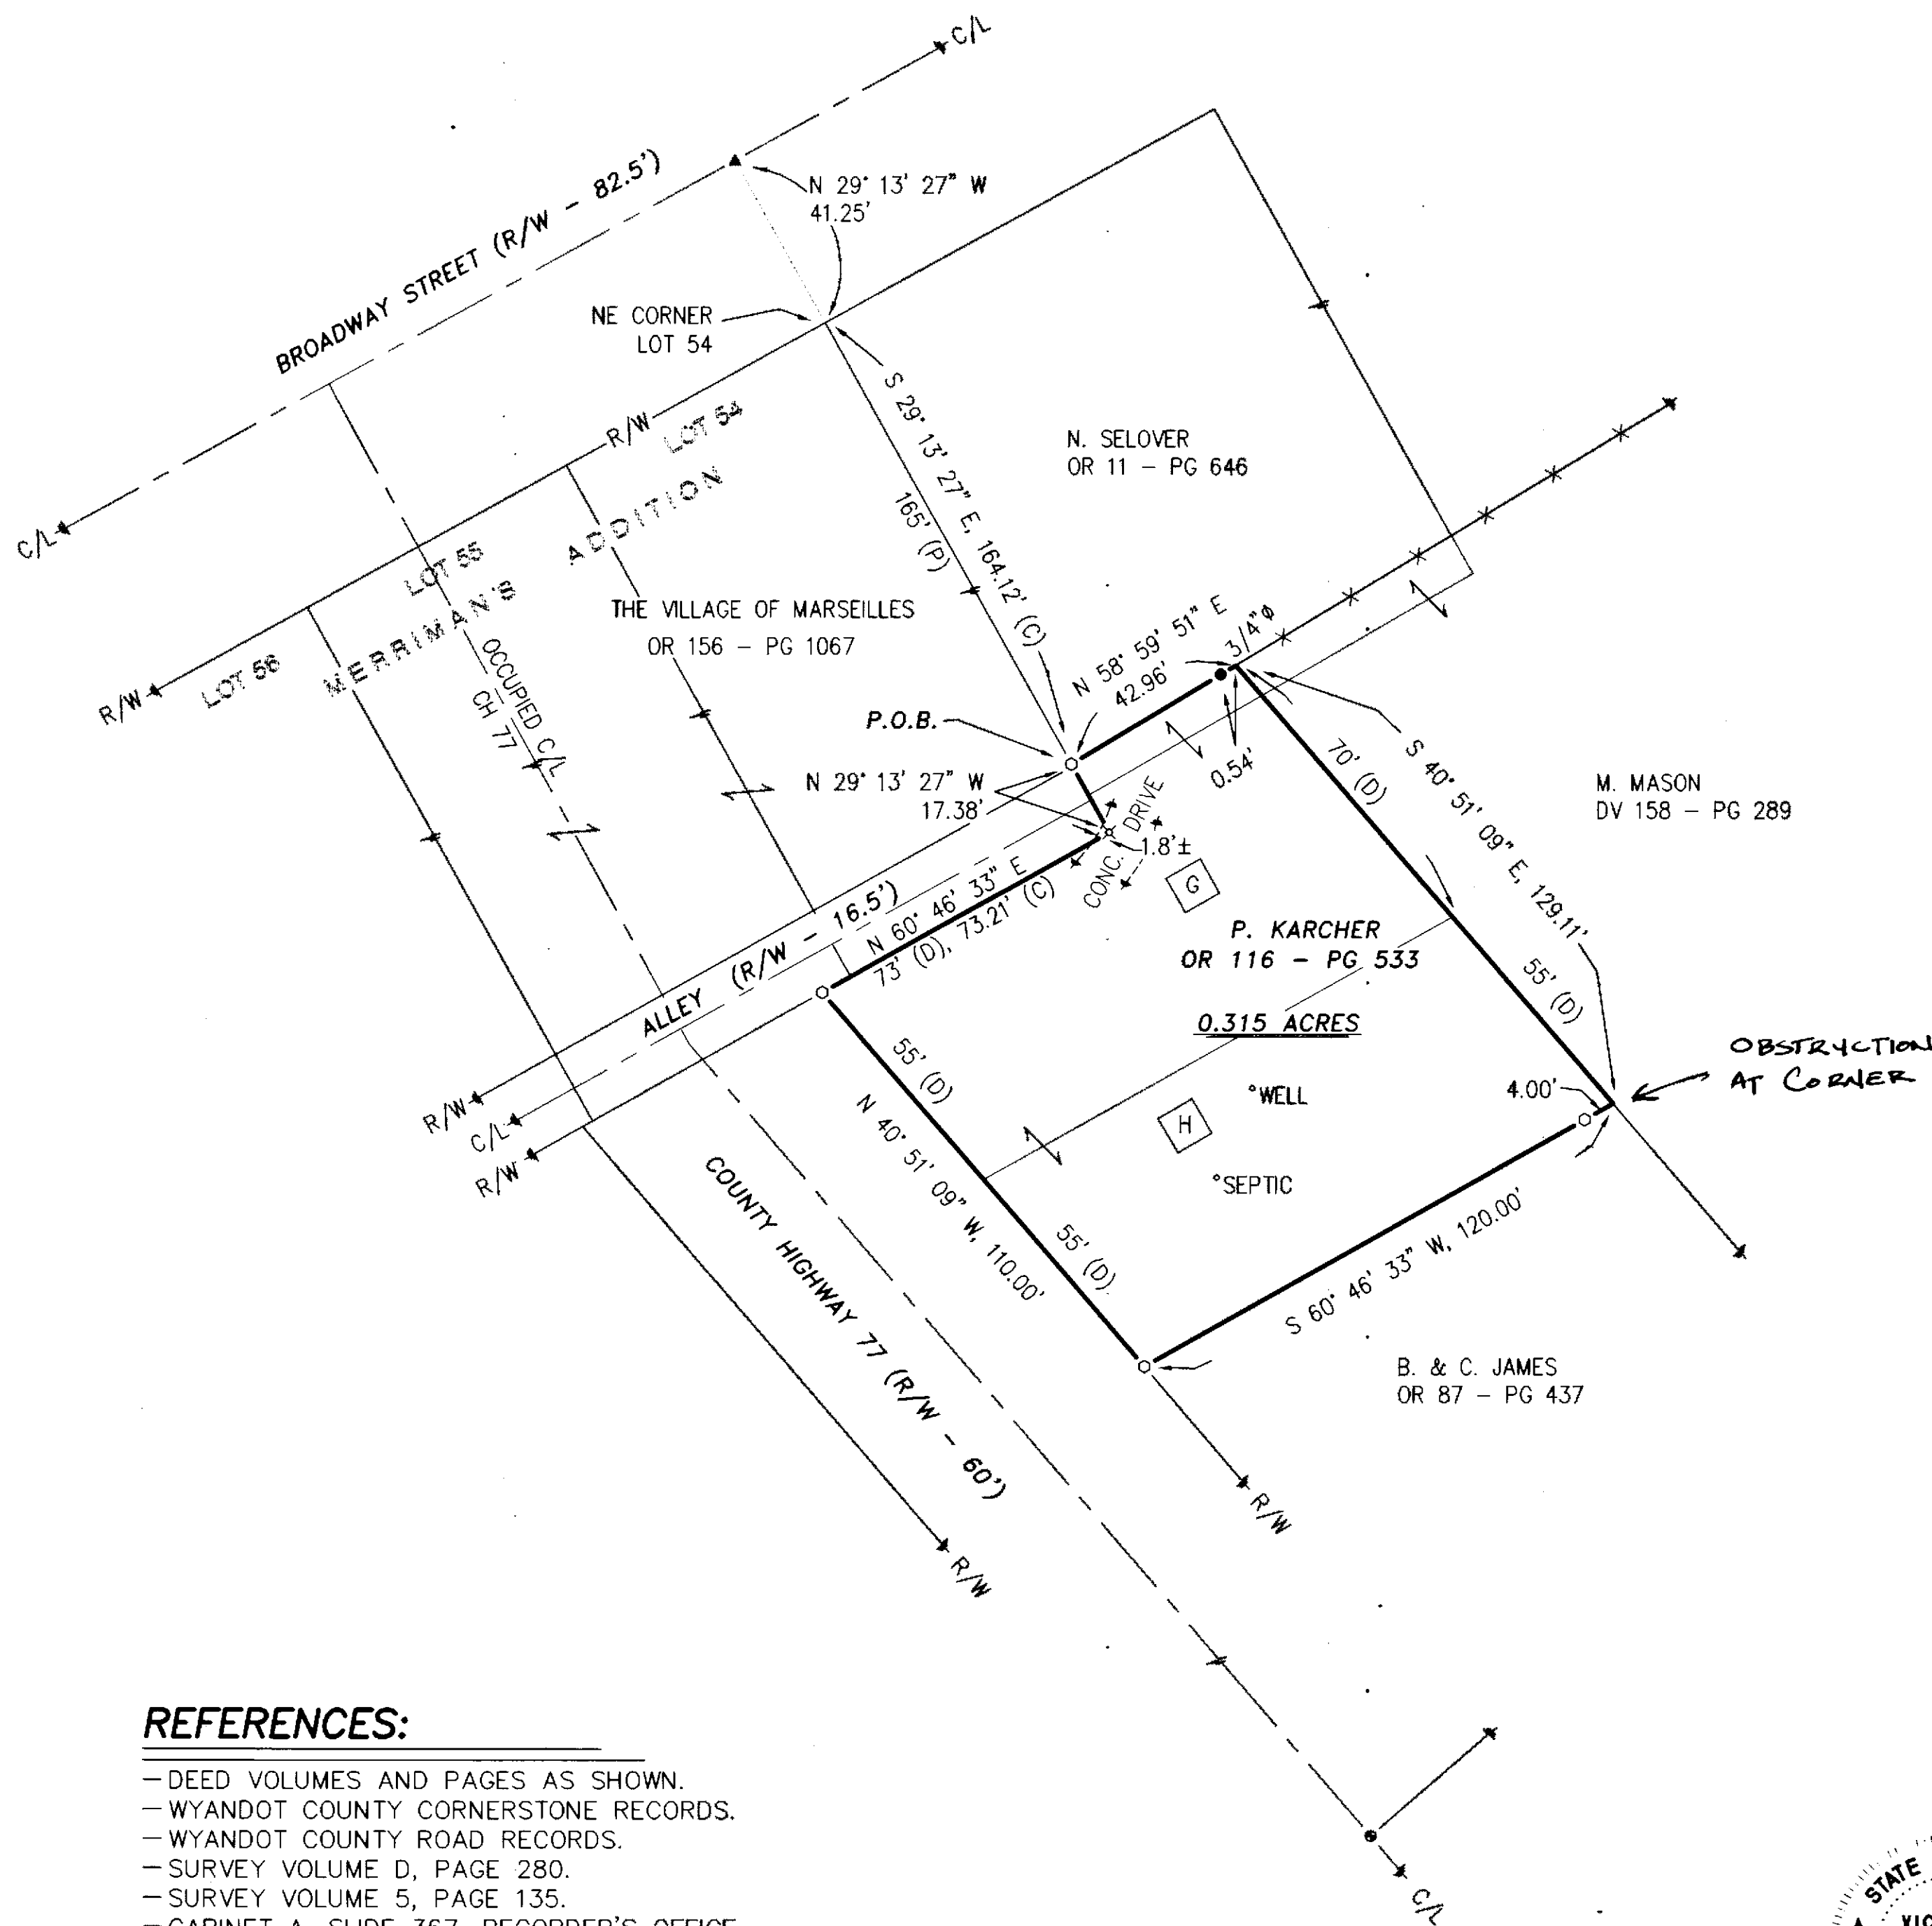 C/L
BROADWAY STREET (R/W - 82.5')
N 29° 13' 27" W
41.25'
NE CORNER
LOT 54
R/W
LOT 54
S 29° 13' 27" E, 164.12' (C)
165' (P)
N. SELOVER
OR 11 - PG 646
C/L
LOT 55
MERRIMAN'S ADDITION
THE VILLAGE OF MARSEILLES
OR 156 - PG 1067
OCCUPIED C/L
CH 77
LOT 56
R/W
N 58° 59' 51" E
42.96'
3/4"ø
P.O.B.
N 29° 13' 27" W
17.38'
0.54'
CONC. DRIVE
1.8'±
70' (D)
S 40° 51' 09" E, 129.11'
M. MASON
DV 158 - PG 289
G
ALLEY (R/W - 16.5')
N 60° 46' 33" E
73' (D), 73.21' (C)
P. KARCHER
OR 116 - PG 533
0.315 ACRES
55' (D)
OBSTRUCTION
AT CORNER
4.00'
°WELL
H
°SEPTIC
R/W
C/L
R/W
55' (D)
N 40° 51' 09" W, 110.00'
55' (D)
S 60° 46' 33" W, 120.00'
COUNTY HIGHWAY 77 (R/W - 60')
B. & C. JAMES
OR 87 - PG 437
R/W
R/W
C/L
REFERENCES:
- DEED VOLUMES AND PAGES AS SHOWN.
- WYANDOT COUNTY CORNERSTONE RECORDS.
- WYANDOT COUNTY ROAD RECORDS.
- SURVEY VOLUME D, PAGE 280.
- SURVEY VOLUME 5, PAGE 135.
- CABINET A, SLIDE 367, RECORDER'S OFFICE
STATE